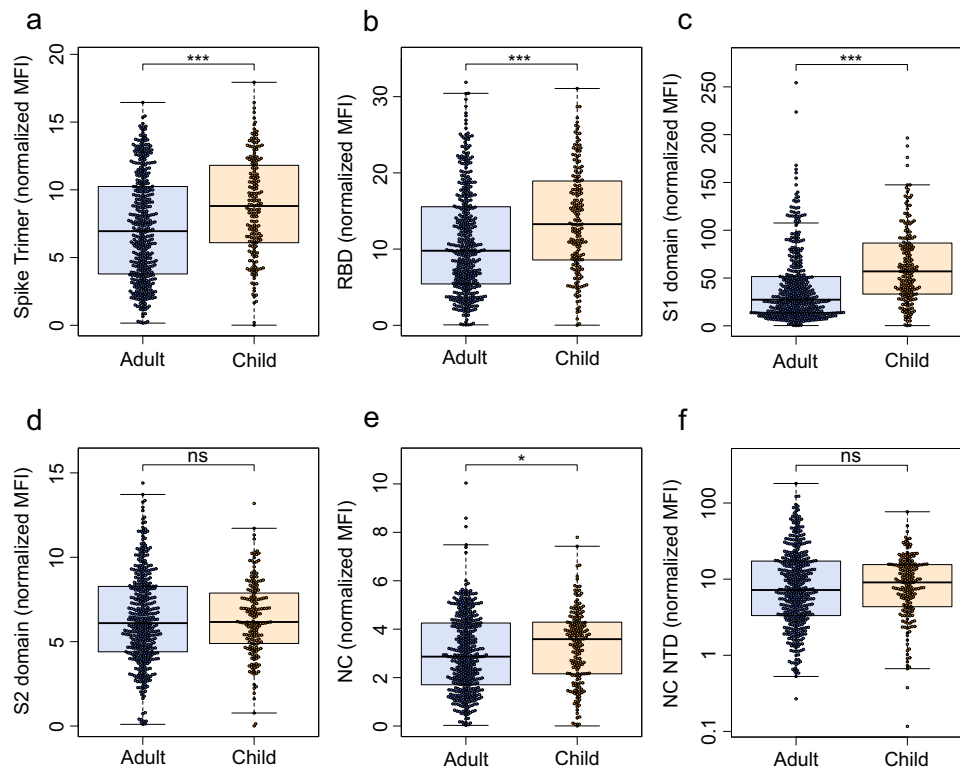 a
Spike Trimer (normalized MFI)
20
15
10
5
0
***
Adult Child
b
RBD (normalized MFI)
30
20
10
0
***
Adult Child
c
S1 domain (normalized MFI)
250
200
150
100
50
0
***
Adult Child
d
S2 domain (normalized MFI)
15
10
5
0
ns
Adult Child
e
NC (normalized MFI)
10
8
6
4
2
0
*
Adult Child
f
NC NTD (normalized MFI)
100
10
1
0.1
ns
Adult Child